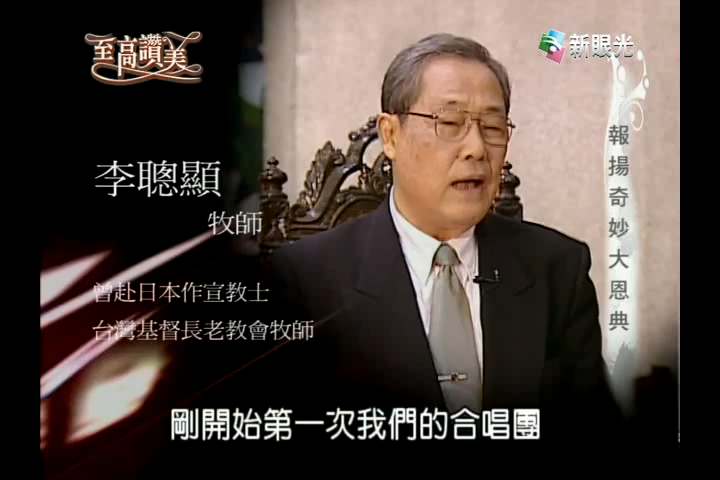 至高讚美
新眼光
報揚奇妙大恩典
李聰顯
牧師
曾赴日本作宣教士
台灣基督長老教會牧師
剛開始第一次我們的合唱團